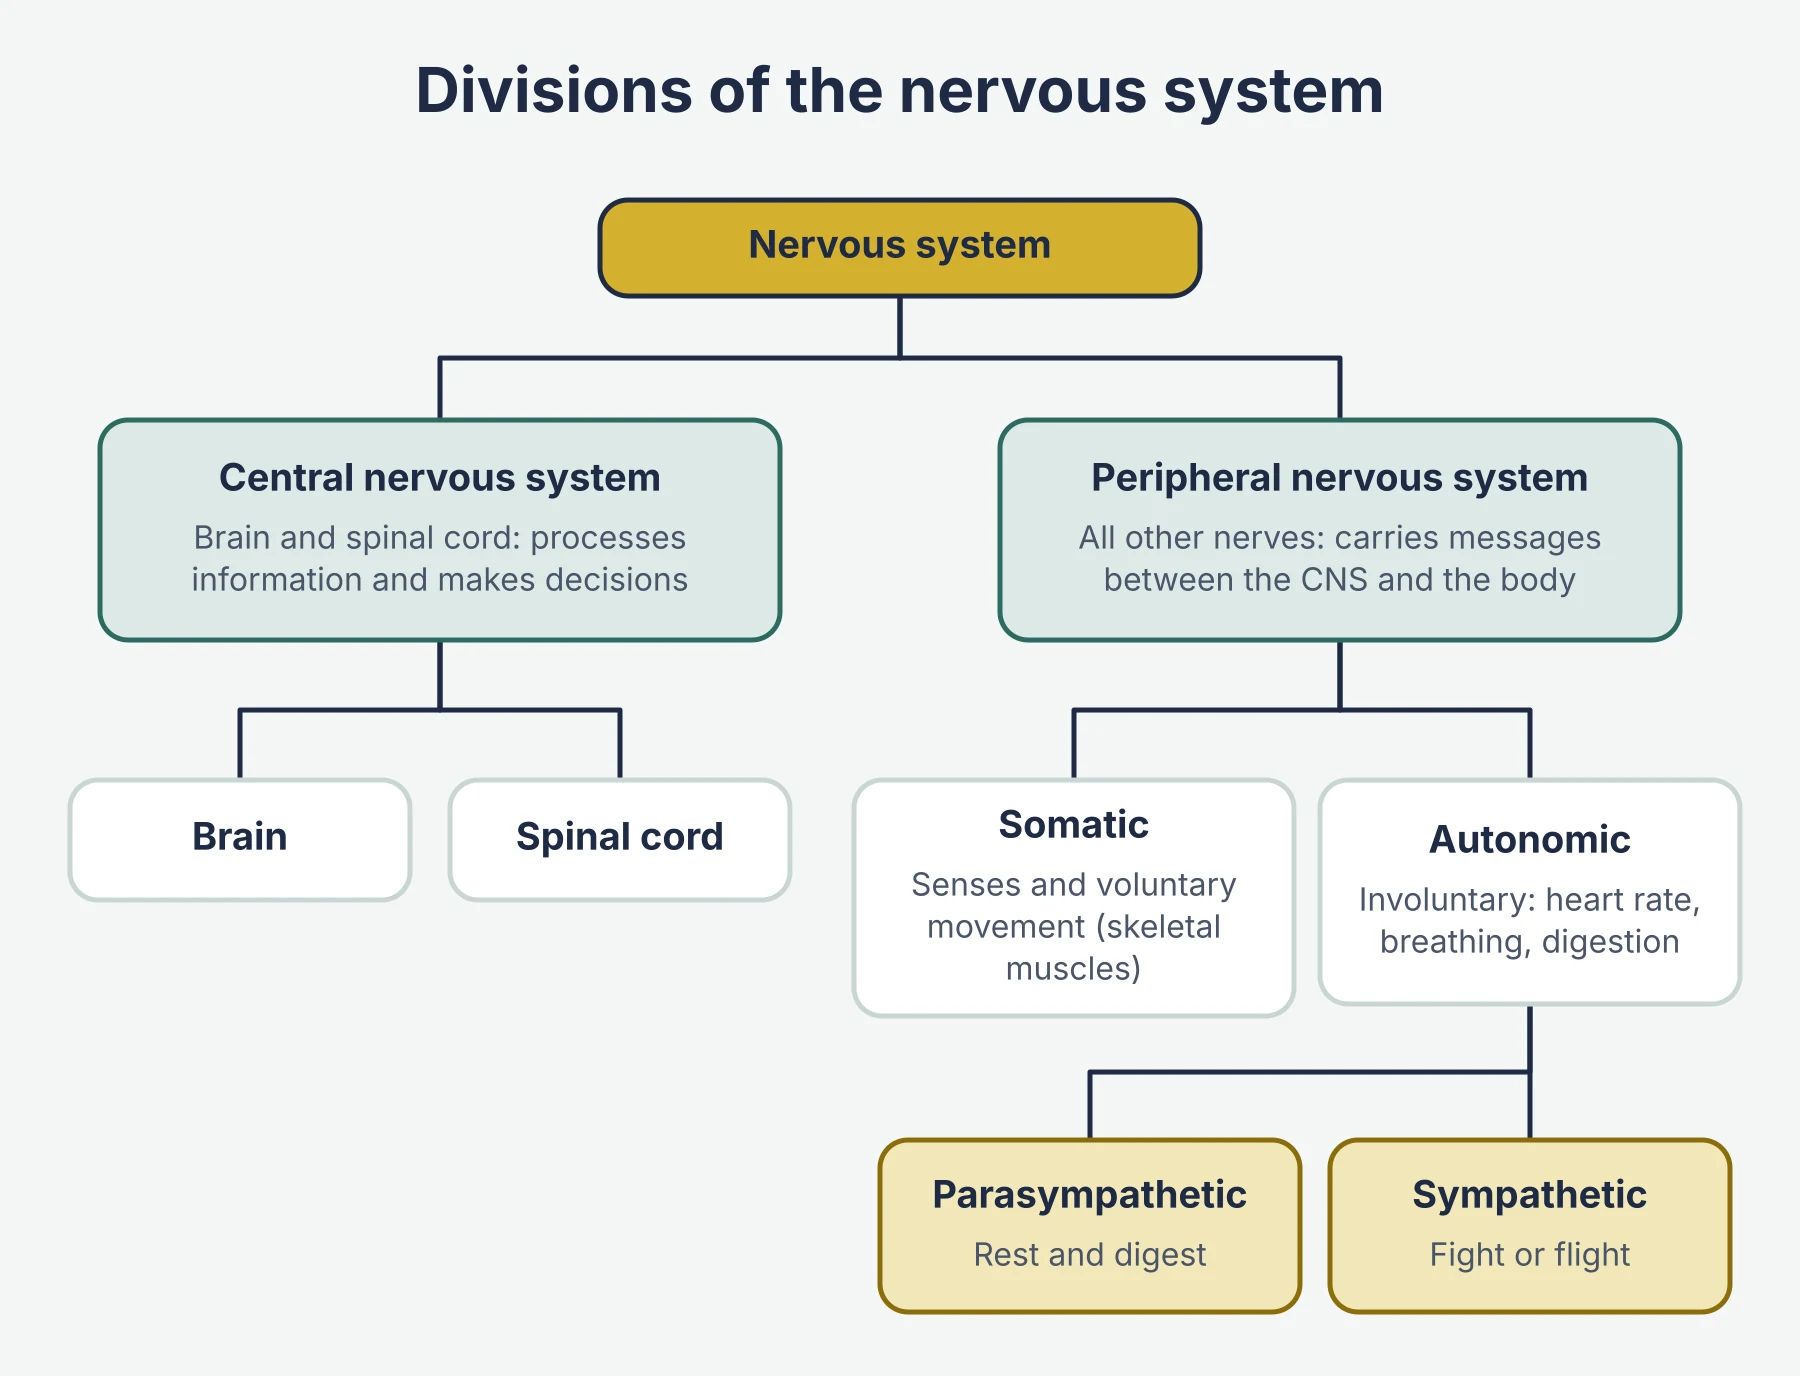 Divisions of the nervous system
Nervous system
Central nervous system
Brain and spinal cord: processes
information and makes decisions
Peripheral nervous system
All other nerves: carries messages
between the CNS and the body
Brain
Spinal cord
Somatic
Senses and voluntary
movement (skeletal
muscles)
Autonomic
Involuntary: heart rate,
breathing, digestion
Parasympathetic
Rest and digest
Sympathetic
Fight or flight